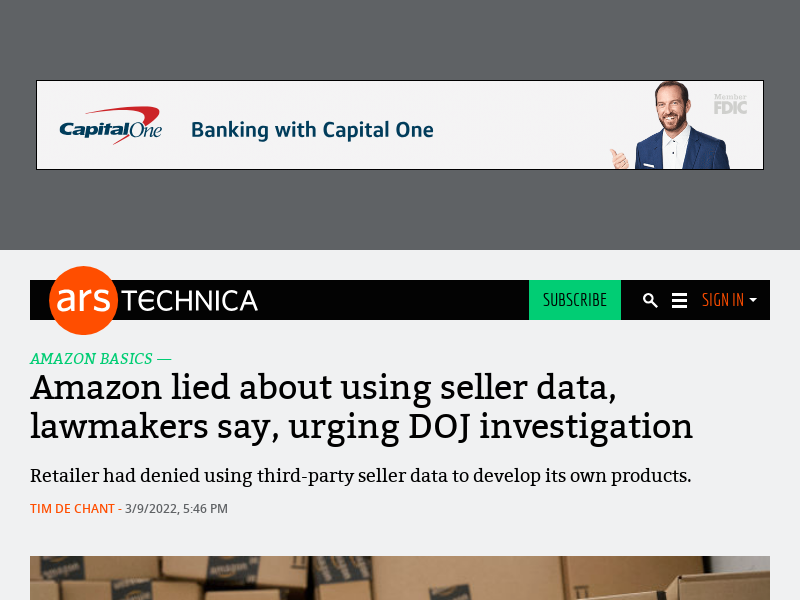 Capital One
Banking with Capital One
Member
FDIC
ars TECHNICA
SUBSCRIBE
SIGN IN
AMAZON BASICS —
Amazon lied about using seller data,
lawmakers say, urging DOJ investigation
Retailer had denied using third-party seller data to develop its own products.
TIM DE CHANT - 3/9/2022, 5:46 PM